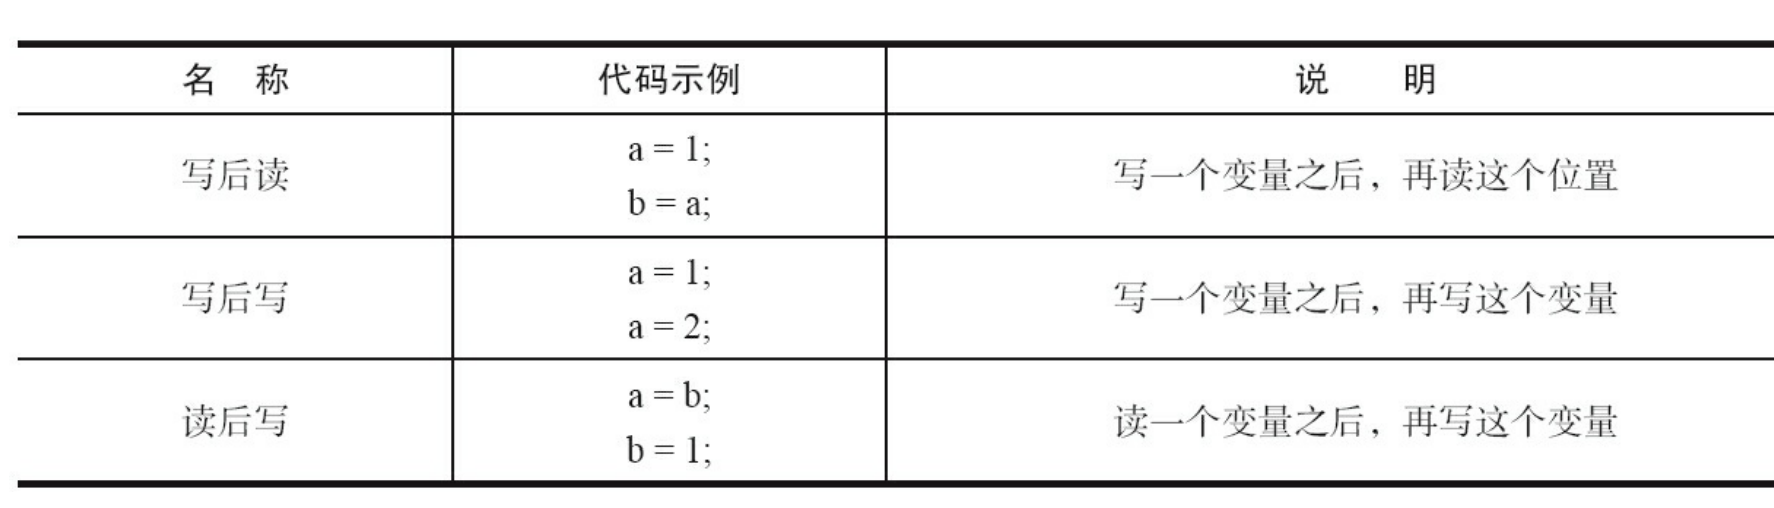 名 称 代码示例 说 明
写后读 a = 1; 写一个变量之后，再读这个位置
b = a;
写后写 a = 1; 写一个变量之后，再写这个变量
a = 2;
读后写 a = b; 读一个变量之后，再写这个变量
b = 1;